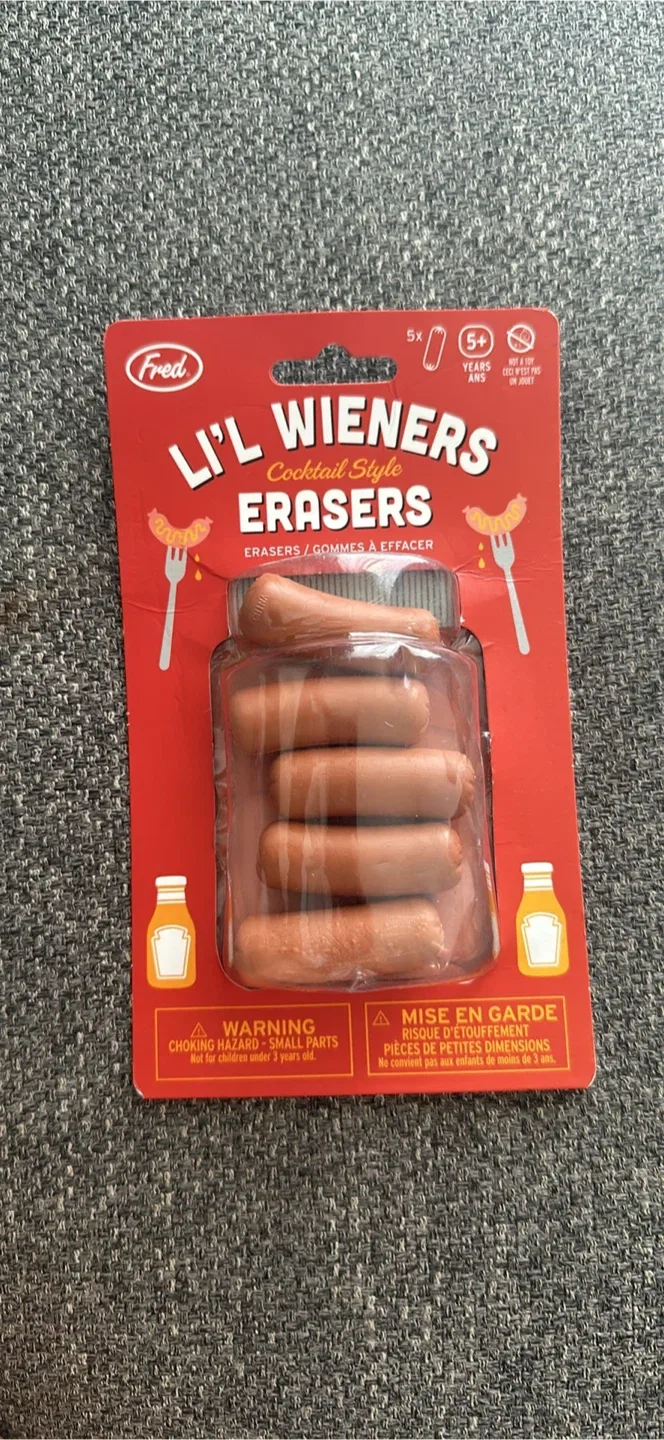 Fred
5x
5+
YEARS
ANS
NOT A TOY
CECI N'EST PAS
UN JOUET
LI'L WIENERS
Cocktail Style
ERASERS
ERASERS / GOMMES À EFFACER
⚠ WARNING
CHOKING HAZARD - SMALL PARTS
Not for children under 3 years old.
⚠ MISE EN GARDE
RISQUE D'ÉTOUFFEMENT
PIÈCES DE PETITES DIMENSIONS
Ne convient pas aux enfants de moins de 3 ans.